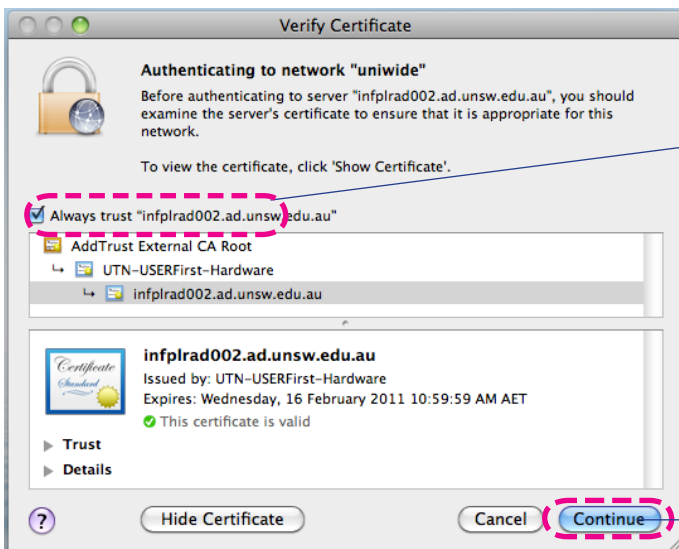 Verify Certificate
Authenticating to network "uniwide"
Before authenticating to server "infplrad002.ad.unsw.edu.au", you should
examine the server's certificate to ensure that it is appropriate for this
network.
To view the certificate, click 'Show Certificate'.
Always trust "infplrad002.ad.unsw.edu.au"
AddTrust External CA Root
UTN-USERFirst-Hardware
infplrad002.ad.unsw.edu.au
Certificate
Standard
infplrad002.ad.unsw.edu.au
Issued by: UTN-USERFirst-Hardware
Expires: Wednesday, 16 February 2011 10:59:59 AM AET
This certificate is valid
Trust
Details
? Hide Certificate Cancel Continue